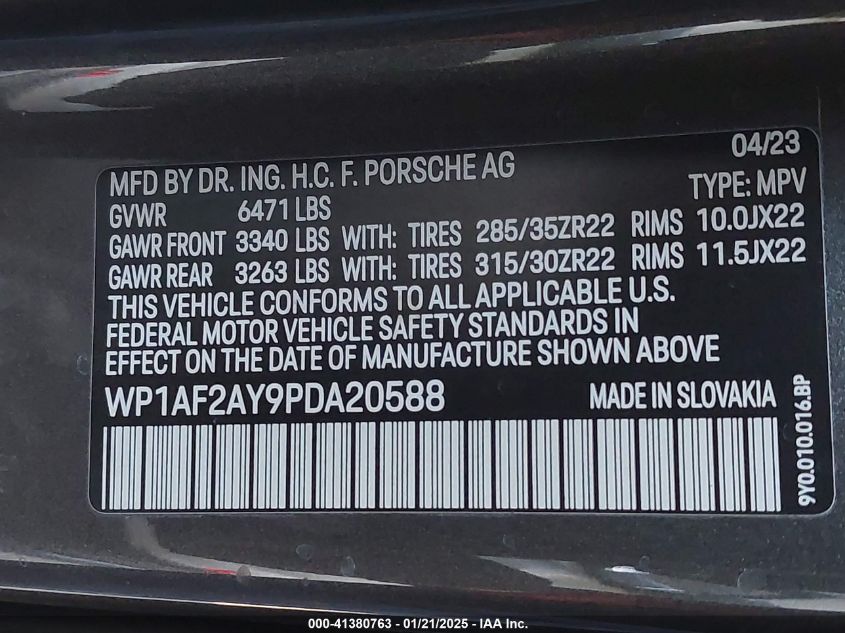 04/23
MFD BY DR. ING. H.C. F. PORSCHE AG
TYPE: MPV
GVWR 6471 LBS
GAWR FRONT 3340 LBS WITH: TIRES 285/35ZR22 RIMS 10.0JX22
GAWR REAR 3263 LBS WITH: TIRES 315/30ZR22 RIMS 11.5JX22
THIS VEHICLE CONFORMS TO ALL APPLICABLE U.S.
FEDERAL MOTOR VEHICLE SAFETY STANDARDS IN
EFFECT ON THE DATE OF MANUFACTURE SHOWN ABOVE
WP1AF2AY9PDA20588 MADE IN SLOVAKIA
9Y0.010.016.BP
000-41380763 - 01/21/2025 - IAA Inc.